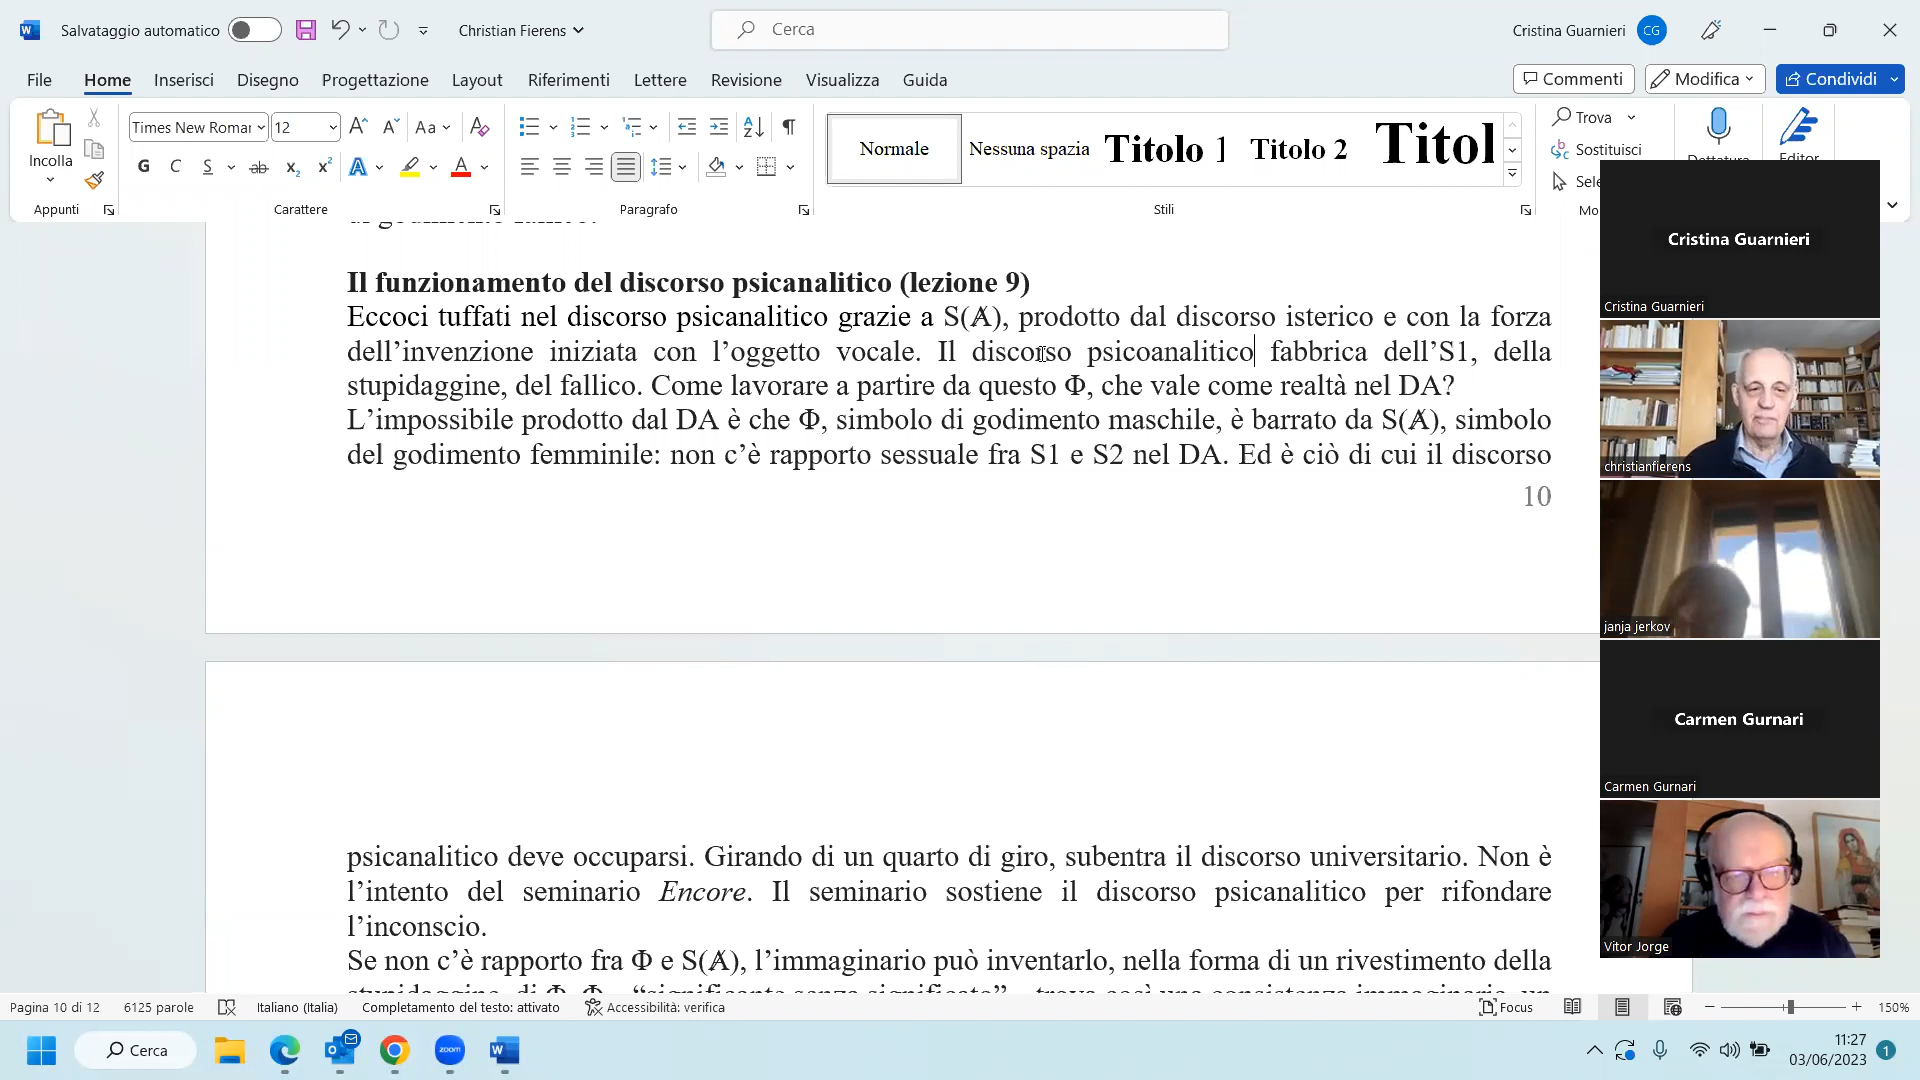 Salvataggio automatico
Christian Fierens
Cerca
Cristina Guarnieri
CG
File Home Inserisci Disegno Progettazione Layout Riferimenti Lettere Revisione Visualizza Guida
Commenti
Modifica
Condividi
Incolla
Times New Romar
12
Normale
Nessuna spazia
Titolo 1
Titolo 2
Titol
Trova
Sostituisci
Sele
Appunti
Carattere
Paragrafo
Stili
Mo
Il funzionamento del discorso psicanalitico (lezione 9)
Eccoci tuffati nel discorso psicanalitico grazie a S(Ⱥ), prodotto dal discorso isterico e con la forza
dell’invenzione iniziata con l’oggetto vocale. Il discorso psicoanalitico fabbrica dell’S1, della
stupidaggine, del fallico. Come lavorare a partire da questo Φ, che vale come realtà nel DA?
L’impossibile prodotto dal DA è che Φ, simbolo di godimento maschile, è barrato da S(Ⱥ), simbolo
del godimento femminile: non c’è rapporto sessuale fra S1 e S2 nel DA. Ed è ciò di cui il discorso
10
psicanalitico deve occuparsi. Girando di un quarto di giro, subentra il discorso universitario. Non è
l’intento del seminario Encore. Il seminario sostiene il discorso psicanalitico per rifondare
l’inconscio.
Se non c’è rapporto fra Φ e S(Ⱥ), l’immaginario può inventarlo, nella forma di un rivestimento della
Cristina Guarnieri
Cristina Guarnieri
christianfierens
janja jerkov
Carmen Gurnari
Carmen Gurnari
Vitor Jorge
Pagina 10 di 12
6125 parole
Italiano (Italia)
Completamento del testo: attivato
Accessibilità: verifica
Focus
150%
Cerca
zoom
11:27
03/06/2023
1